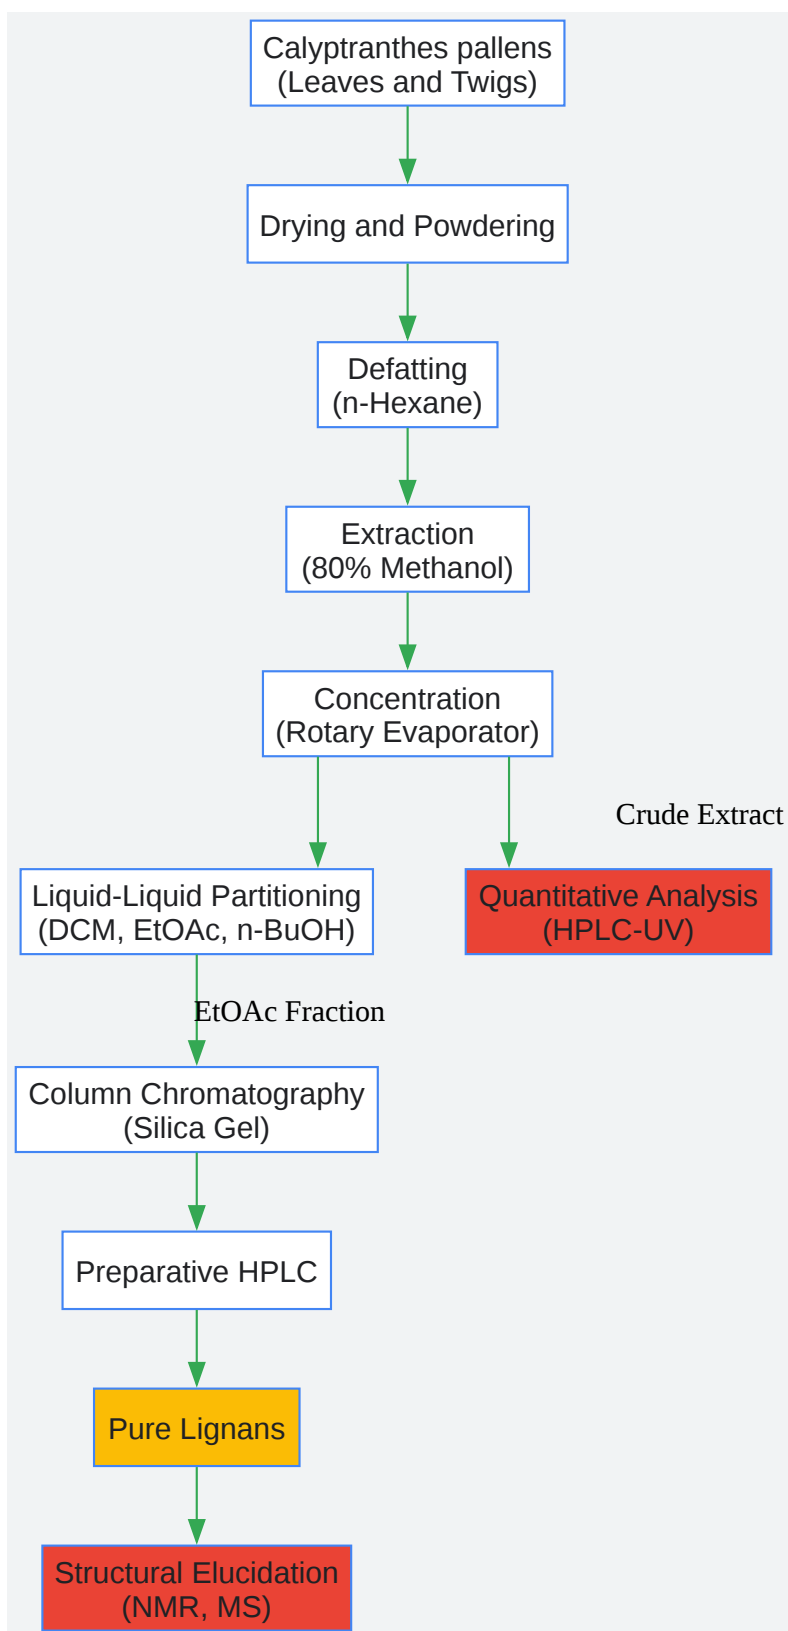 Calyptranthes pallens
(Leaves and Twigs)
Drying and Powdering
Defatting
(n-Hexane)
Extraction
(80% Methanol)
Concentration
(Rotary Evaporator)
Crude Extract
Liquid-Liquid Partitioning
(DCM, EtOAc, n-BuOH)
Quantitative Analysis
(HPLC-UV)
EtOAc Fraction
Column Chromatography
(Silica Gel)
Preparative HPLC
Pure Lignans
Structural Elucidation
(NMR, MS)